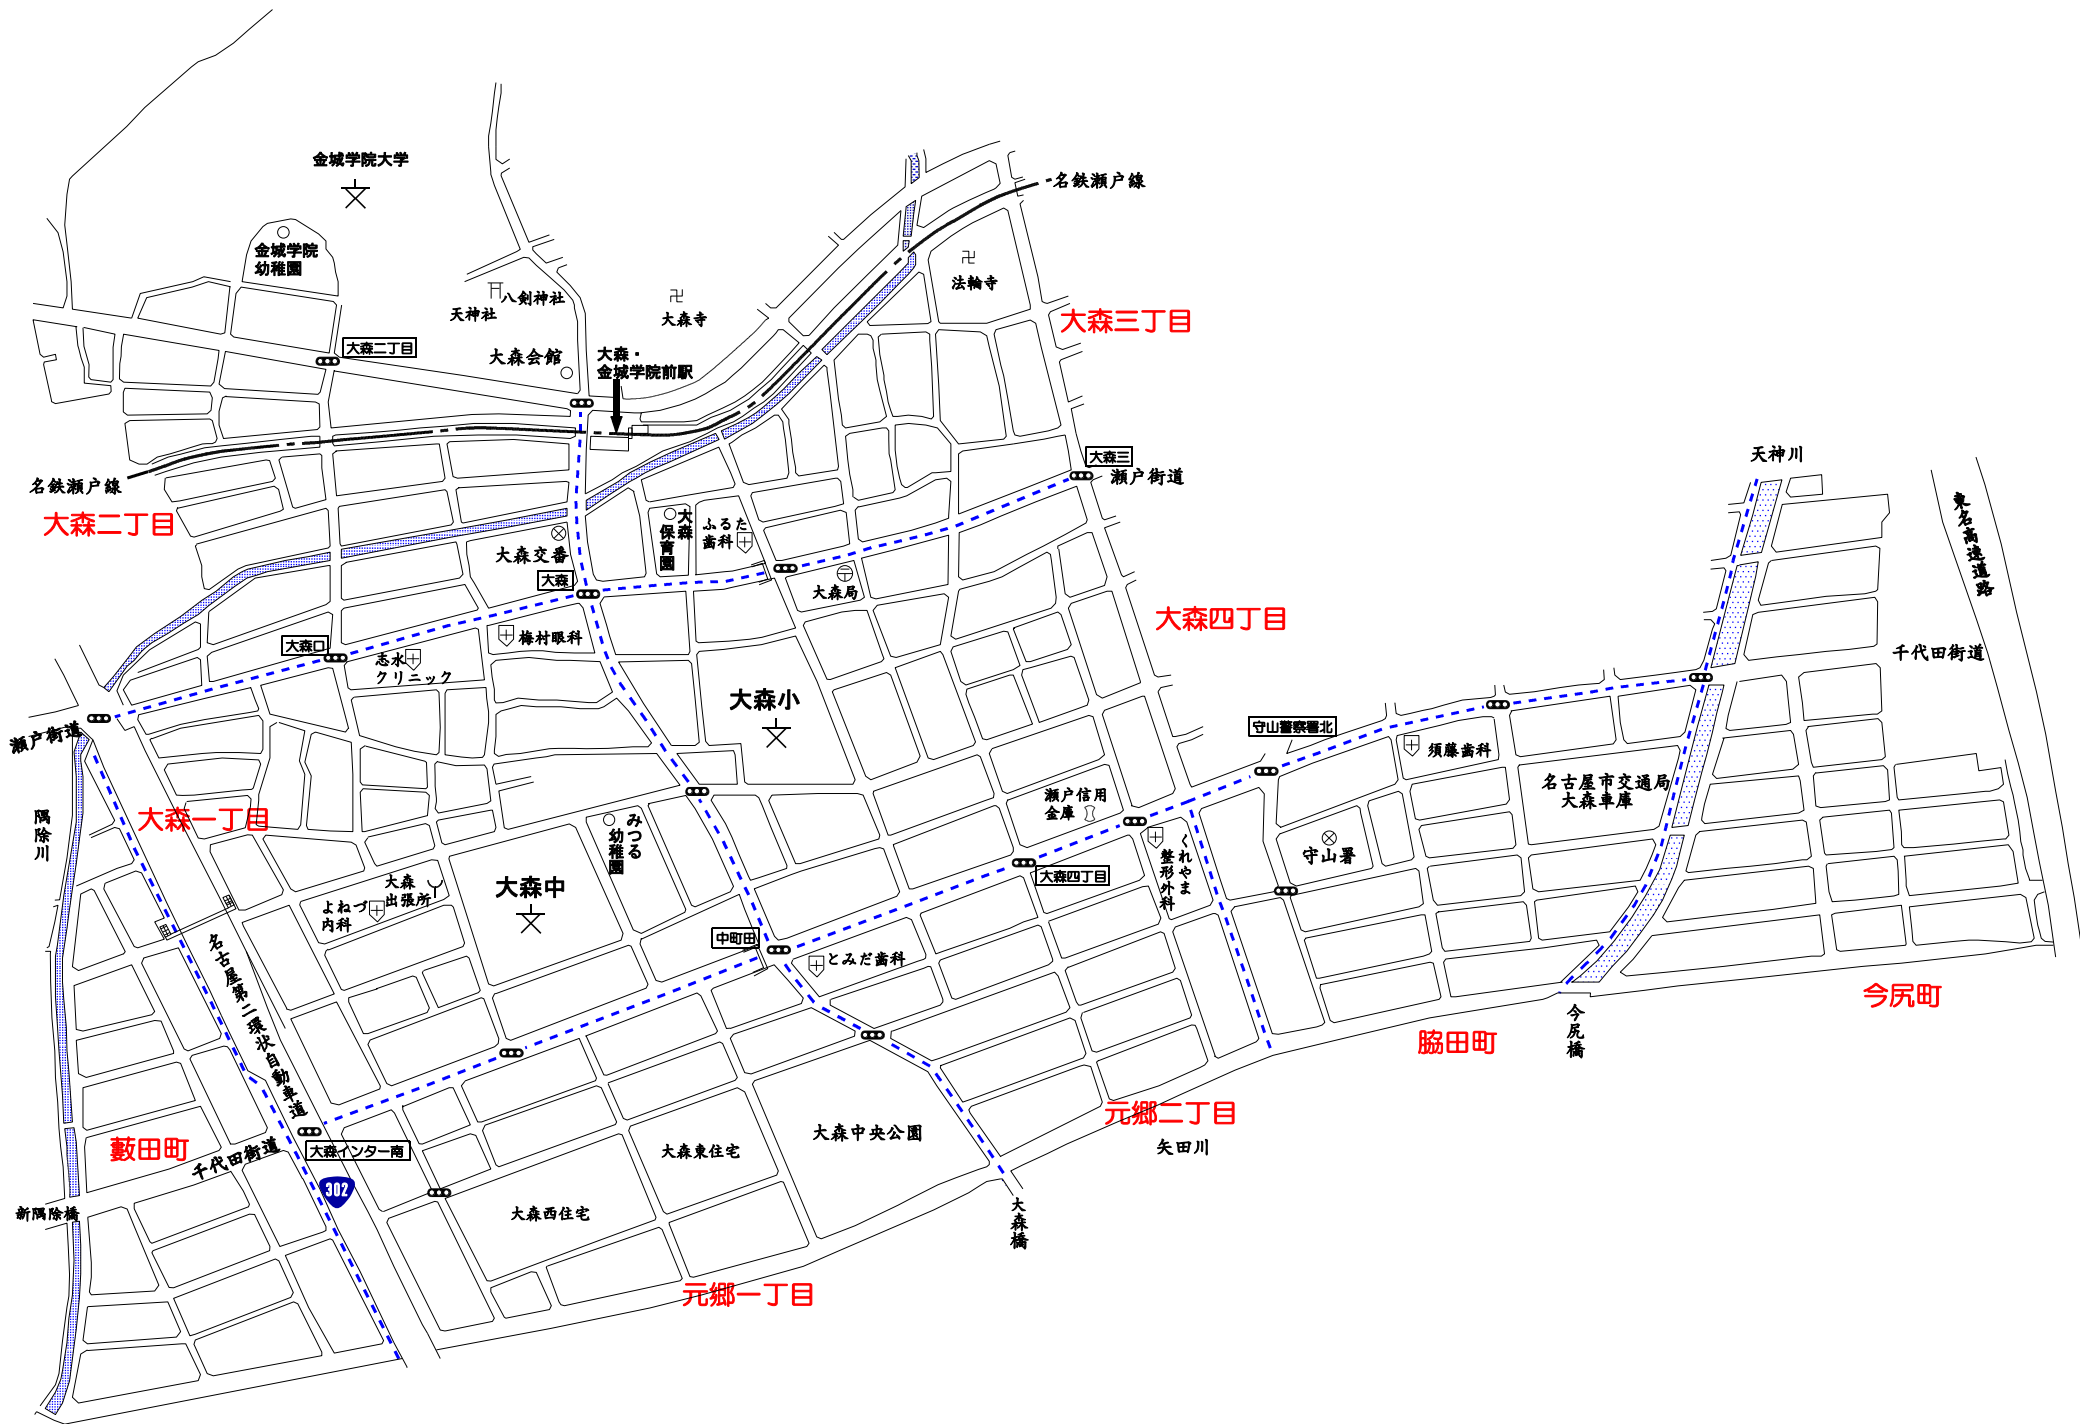 金城学院大学
金城学院
幼稚園
名鉄瀬戸線
法輪寺
八剣神社
天神社
大森寺
大森三丁目
大森二丁目
大森会館
大森・
金城学院前駅
名鉄瀬戸線
大森二丁目
大森三
瀬戸街道
天神川
東名高速道路
大森
保育園
ふるた
歯科
大森交番
大森
大森局
大森四丁目
大森口
梅村眼科
志水
クリニック
千代田街道
大森小
瀬戸街道
守山警察署北
須藤歯科
名古屋市交通局
大森車庫
瀬戸信用
金庫
隅除川
大森一丁目
みつる
幼稚園
くれやま
整形外科
守山署
大森四丁目
大森
出張所
大森中
よねづ
内科
中町田
とみだ歯科
名古屋第二環状自動車道
今尻町
今尻橋
脇田町
元郷二丁目
大森中央公園
矢田川
藪田町
千代田街道
大森インター南
302
大森東住宅
新隅除橋
大森西住宅
大森橋
元郷一丁目